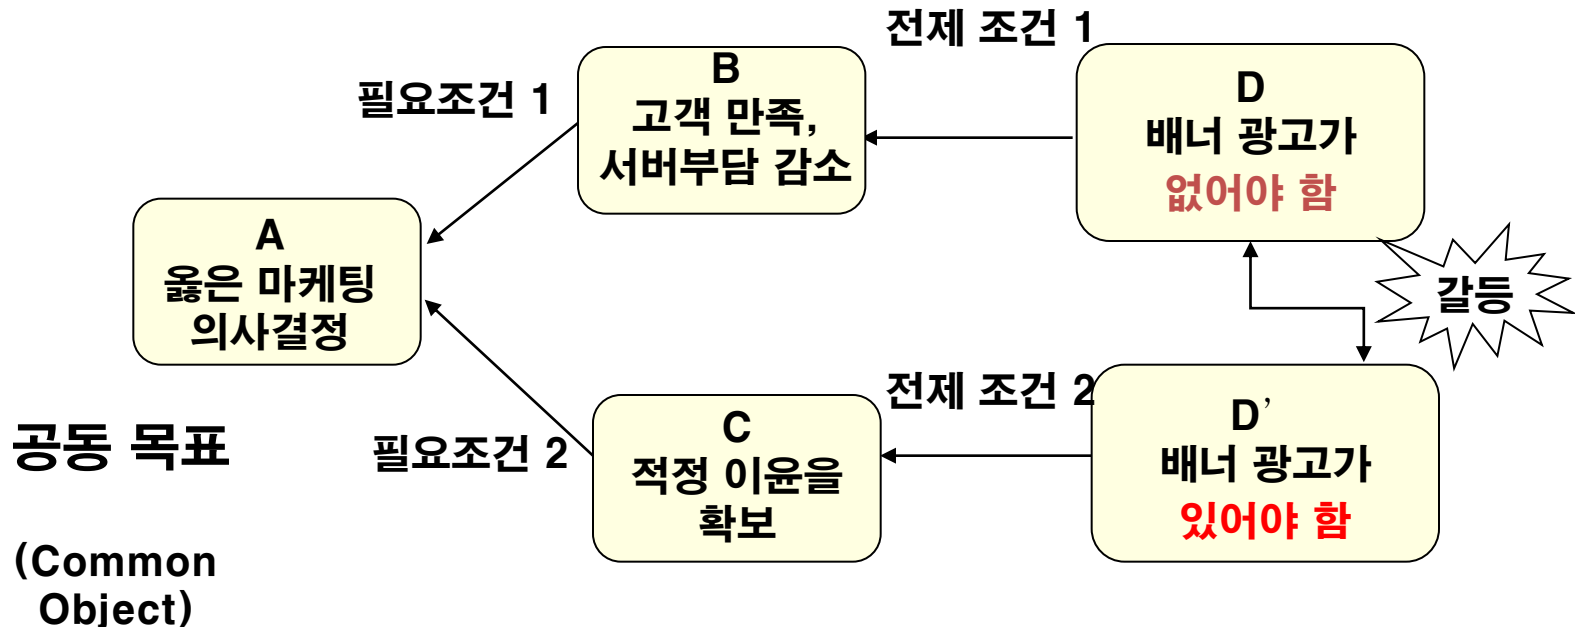 전제 조건 1
필요조건 1
B
고객 만족,
서버부담 감소
D
배너 광고가
없어야 함
A
옳은 마케팅
의사결정
갈등
공동 목표
(Common
Object)
필요조건 2
C
적정 이윤을
확보
전제 조건 2
D’
배너 광고가
있어야 함